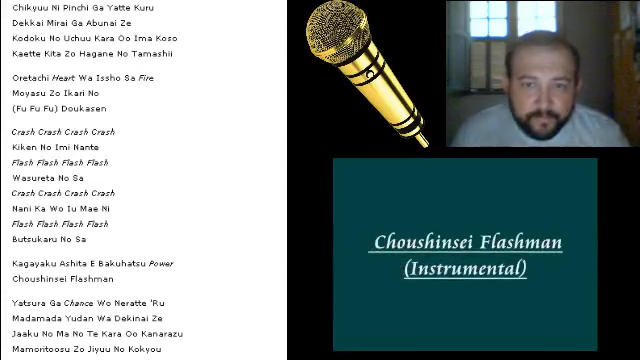 Chikyuu Ni Pinchi Ga Yatte Kuru
Dekkai Mirai Ga Abunai Ze
Kodoku No Uchuu Kara Oo Ima Koso
Kaette Kita Zo Hagane No Tamashii
Oretachi Heart Wa Issho Sa Fire
Moyasu Zo Ikari No
(Fu Fu Fu) Doukasen
Crash Crash Crash Crash
Kiken No Imi Nante
Flash Flash Flash Flash
Wasureta No Sa
Crash Crash Crash Crash
Nani Ka Wo Iu Mae Ni
Flash Flash Flash Flash
Butsukaru No Sa
Kagayaku Ashita E Bakuhatsu Power
Choushinsei Flashman
Yatsura Ga Chance Wo Neratte 'Ru
Madamada Yudan Wa Dekinai Ze
Jaaku No Ma No Te Kara Oo Kanarazu
Mamoritoosu Zo Jiyuu No Kokyou
Choushinsei Flashman
(Instrumental)